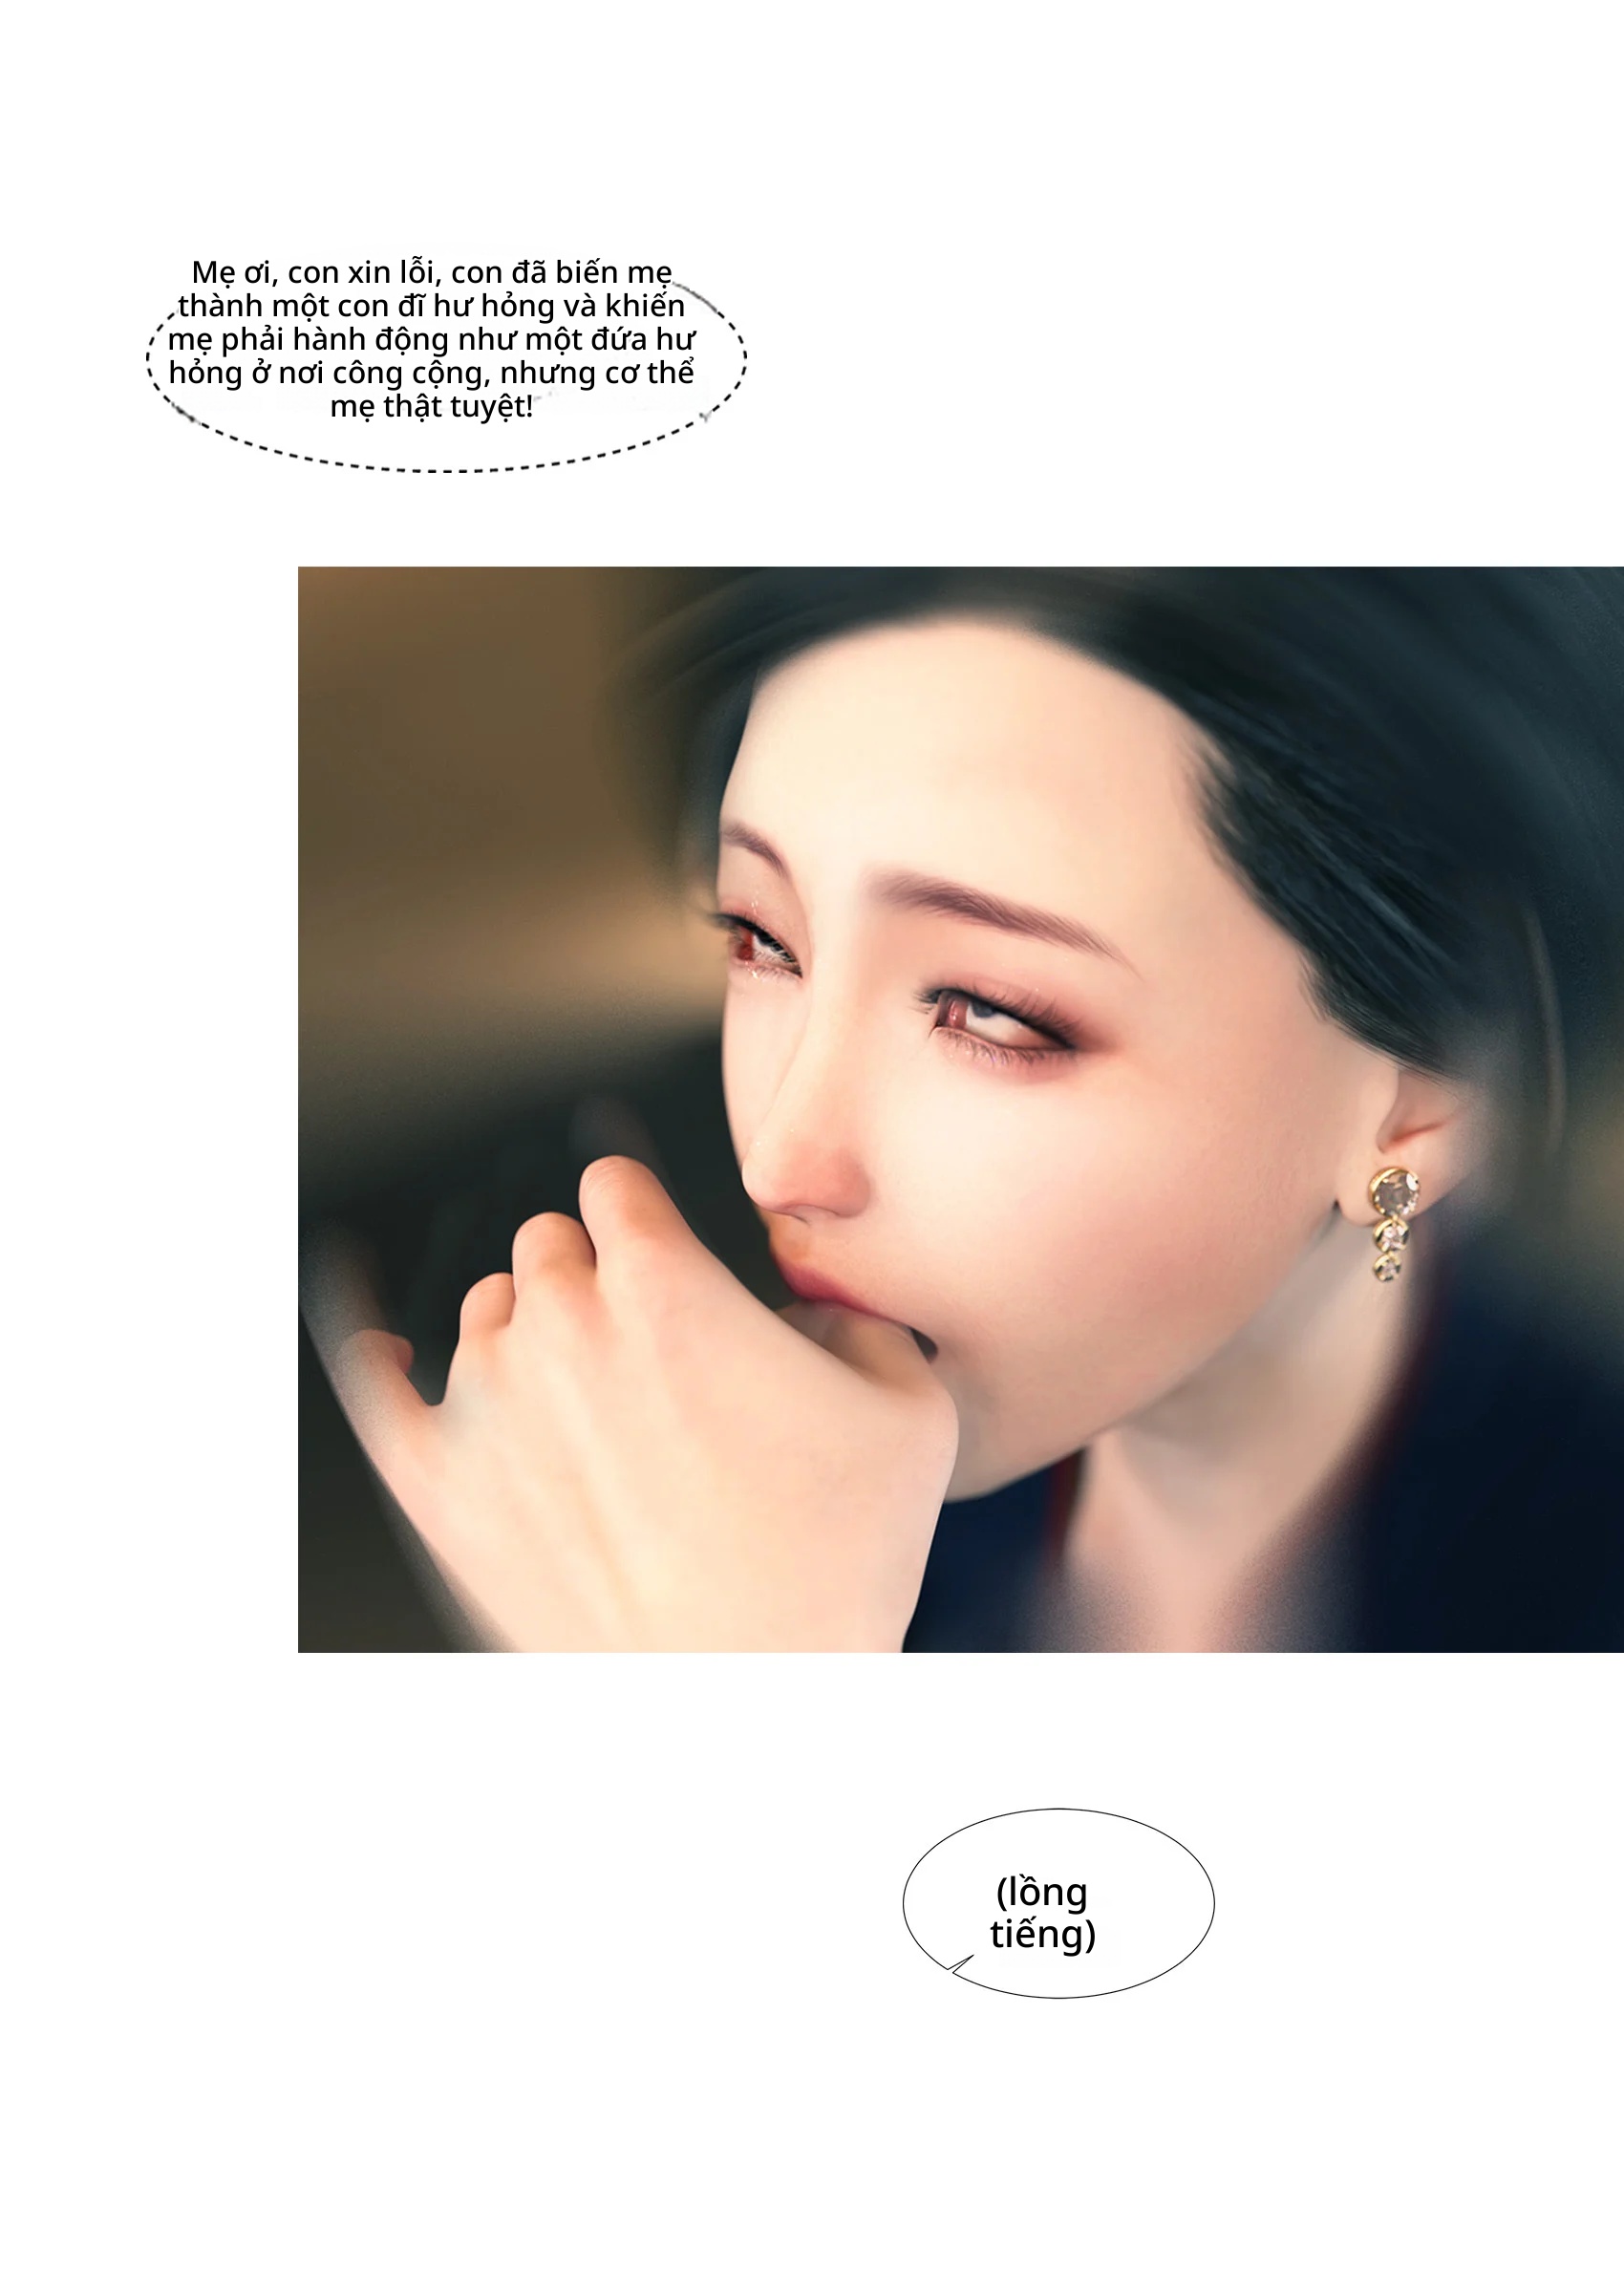 Mẹ ơi, con xin lỗi, con đã biến mẹ
thành một con đĩ hư hỏng và khiến
mẹ phải hành động như một đứa hư
hỏng ở nơi công cộng, nhưng cơ thể
mẹ thật tuyệt!
(lồng
tiếng)